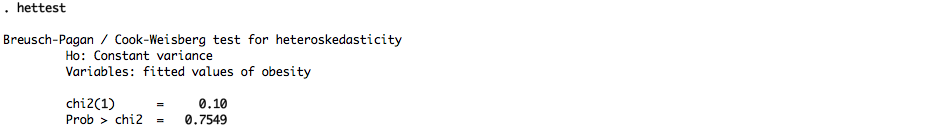 . hettest
Breusch-Pagan / Cook-Weisberg test for heteroskedasticity
Ho: Constant variance
Variables: fitted values of obesity
chi2(1)      =     0.10
Prob > chi2  =   0.7549